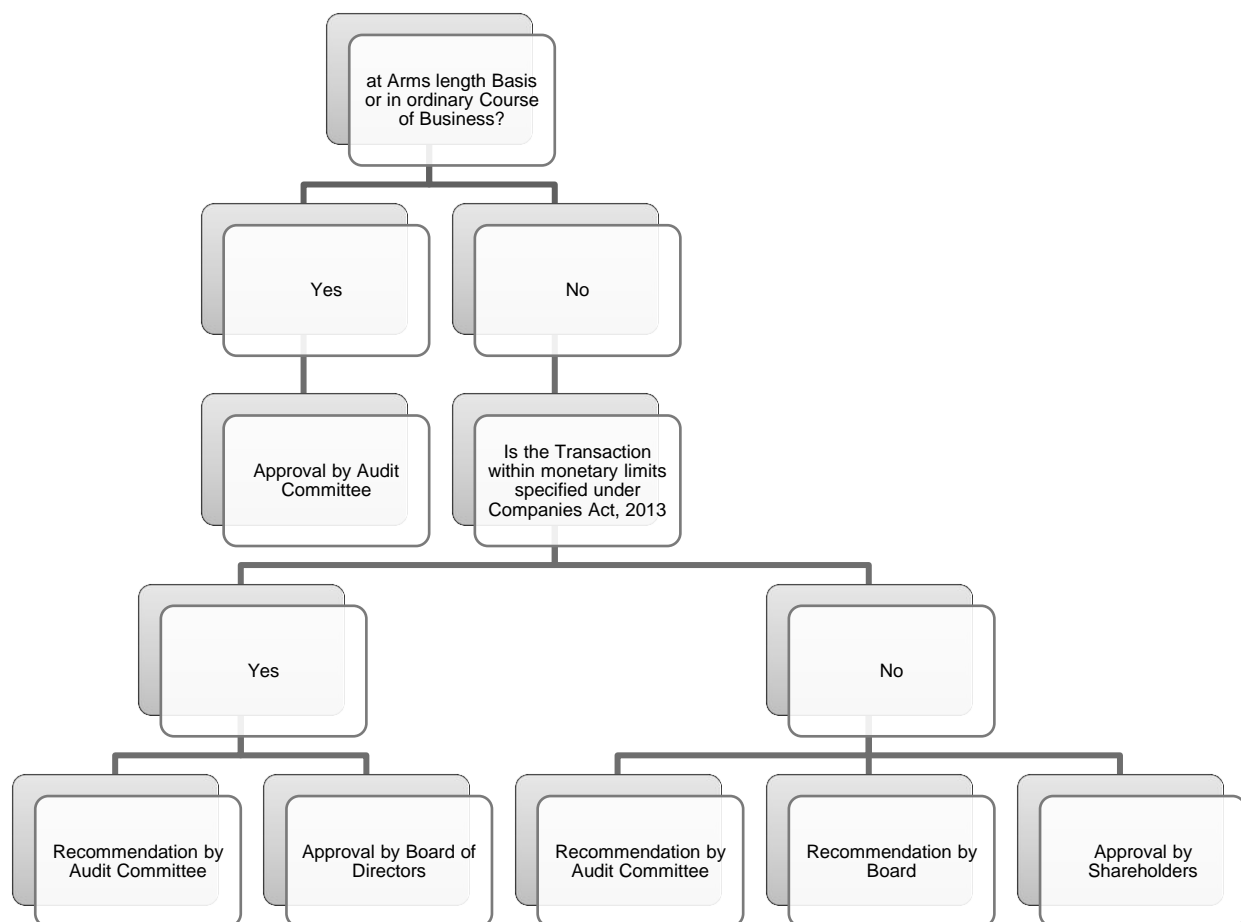 at Arms length Basis
or in ordinary Course
of Business?
Yes
No
Approval by Audit
Committee
Is the Transaction
within monetary limits
specified under
Companies Act, 2013
Yes
No
Recommendation by
Audit Committee
Approval by Board of
Directors
Recommendation by
Audit Committee
Recommendation by
Board
Approval by
Shareholders